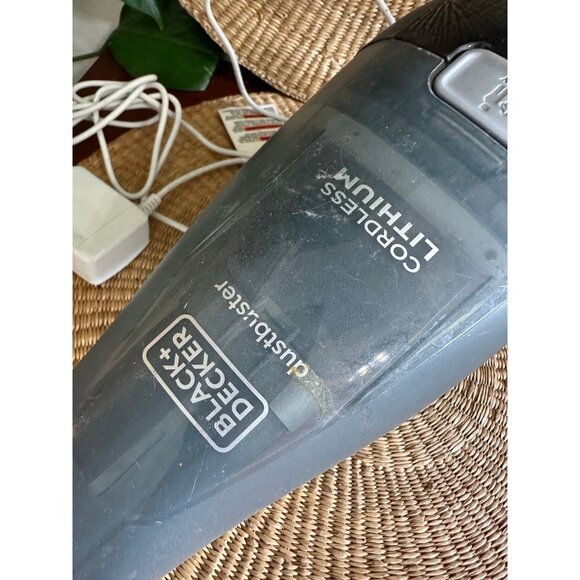 CORDLESS
LITHIUM
dustbuster
BLACK+
DECKER